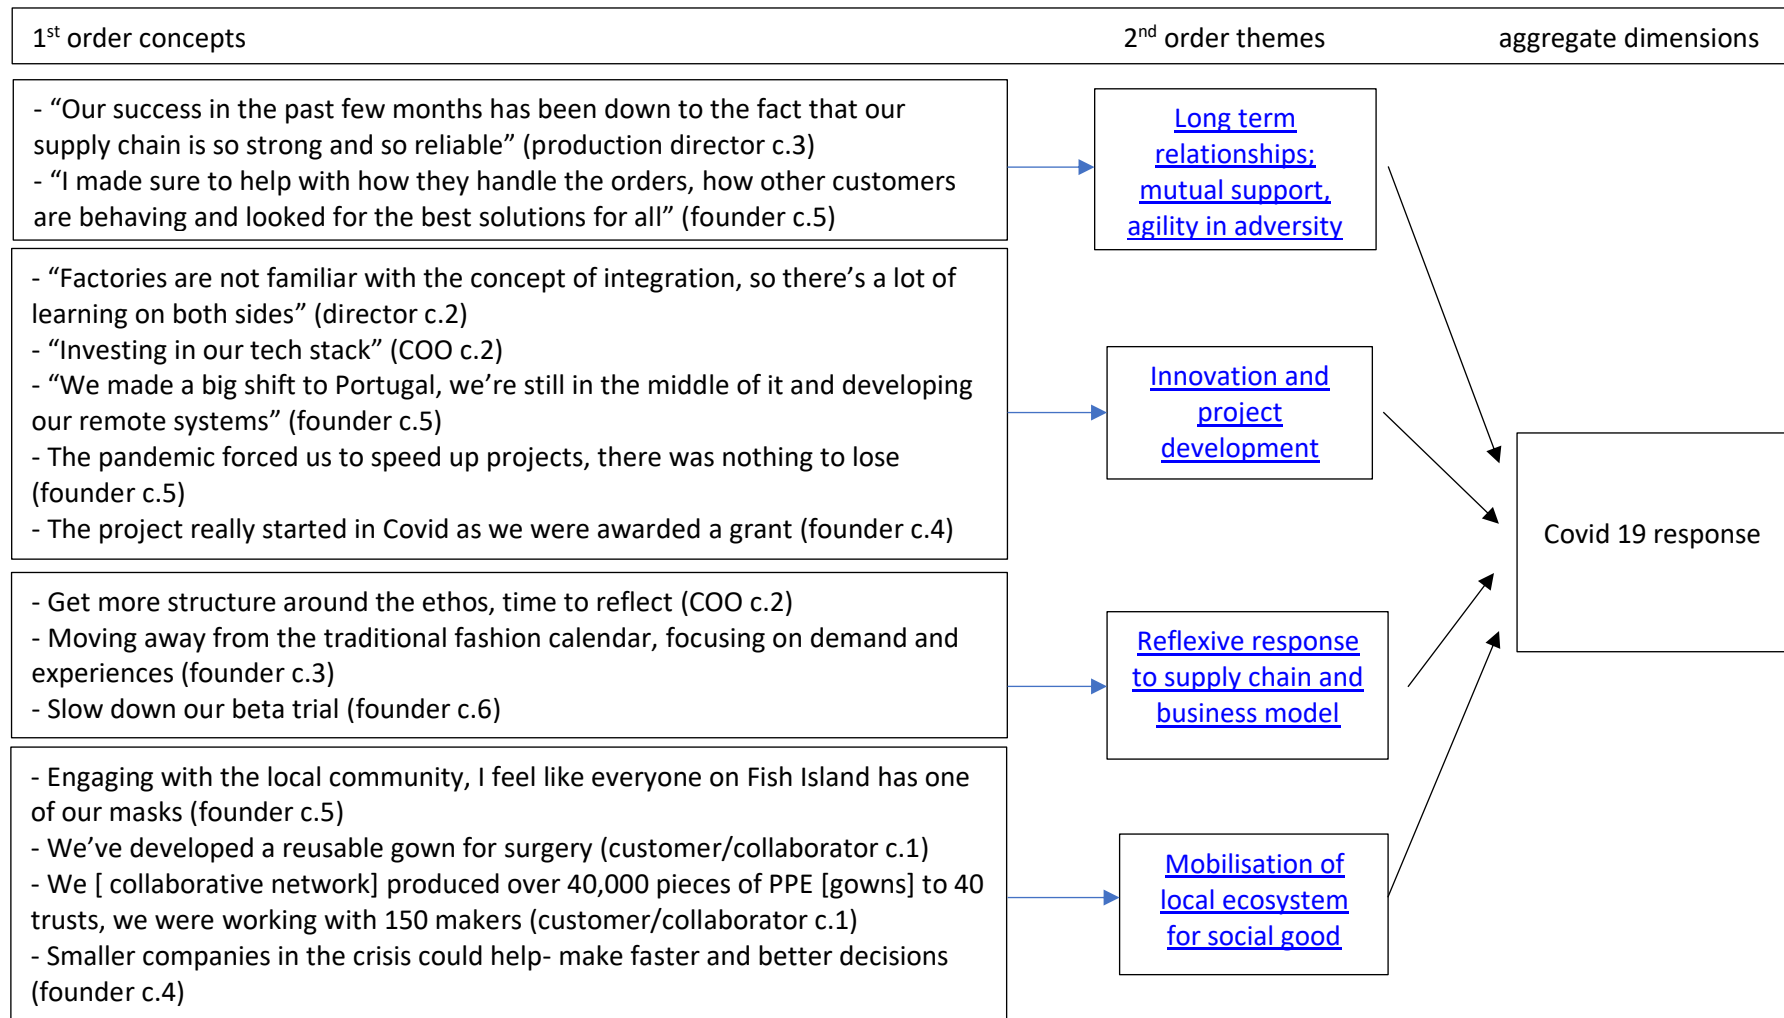 1st order concepts 2nd order themes aggregate dimensions
- “Our success in the past few months has been down to the fact that our
supply chain is so strong and so reliable” (production director c.3)
- “I made sure to help with how they handle the orders, how other customers
are behaving and looked for the best solutions for all” (founder c.5)
Long term
relationships;
mutual support,
agility in adversity
- “Factories are not familiar with the concept of integration, so there’s a lot of
learning on both sides” (director c.2)
- “Investing in our tech stack” (COO c.2)
- “We made a big shift to Portugal, we’re still in the middle of it and developing
our remote systems” (founder c.5)
- The pandemic forced us to speed up projects, there was nothing to lose
(founder c.5)
- The project really started in Covid as we were awarded a grant (founder c.4)
Innovation and
project
development
- Get more structure around the ethos, time to reflect (COO c.2)
- Moving away from the traditional fashion calendar, focusing on demand and
experiences (founder c.3)
- Slow down our beta trial (founder c.6)
Reflexive response
to supply chain and
business model
- Engaging with the local community, I feel like everyone on Fish Island has one
of our masks (founder c.5)
- We’ve developed a reusable gown for surgery (customer/collaborator c.1)
- We [ collaborative network] produced over 40,000 pieces of PPE [gowns] to 40
trusts, we were working with 150 makers (customer/collaborator c.1)
- Smaller companies in the crisis could help- make faster and better decisions
(founder c.4)
Mobilisation of
local ecosystem
for social good
Covid 19 response